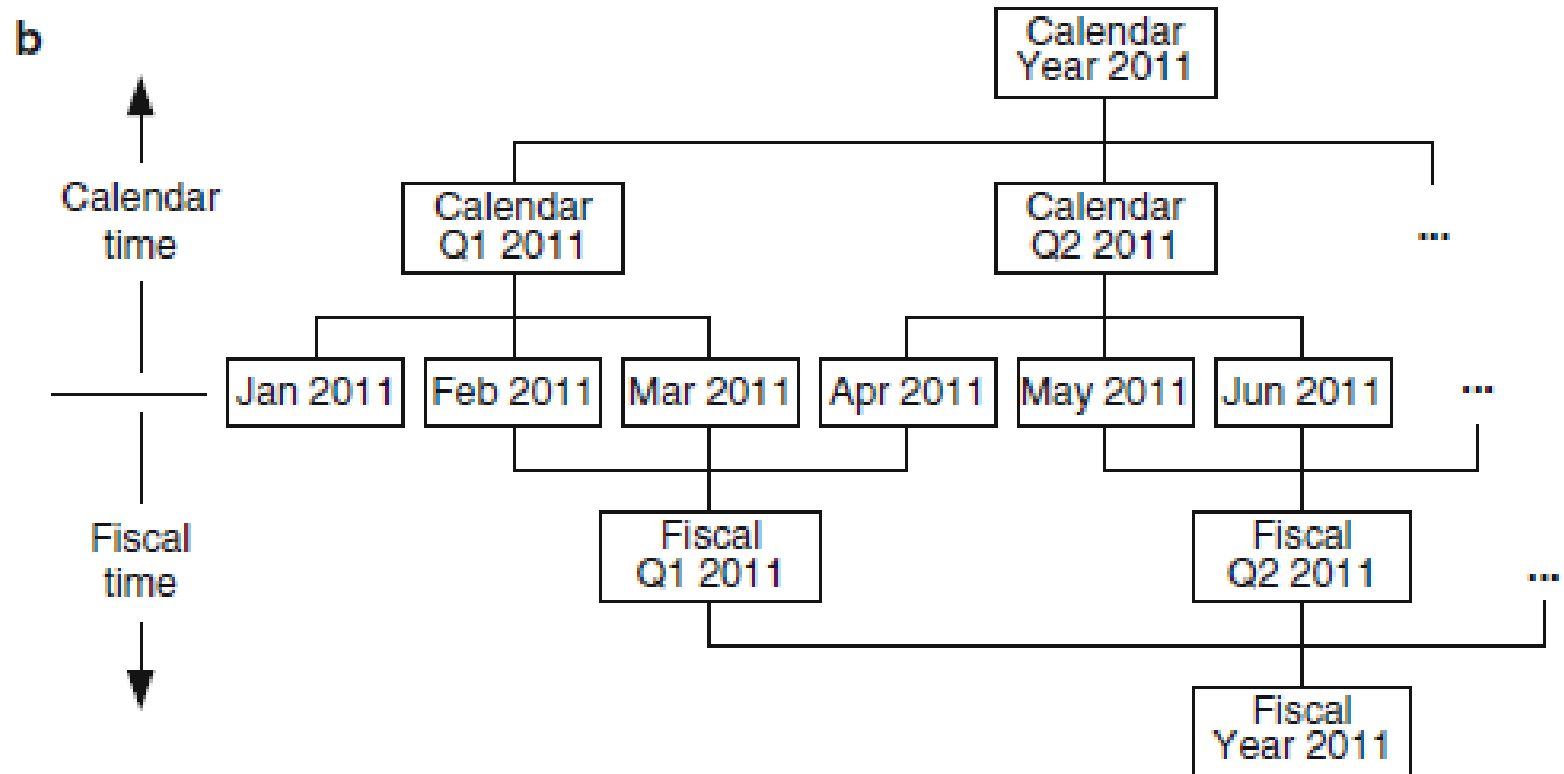 b
Calendar
Year 2011
Calendar
time
Calendar
Q1 2011
Calendar
Q2 2011
...
Jan 2011
Feb 2011
Mar 2011
Apr 2011
May 2011
Jun 2011
...
Fiscal
time
Fiscal
Q1 2011
Fiscal
Q2 2011
...
Fiscal
Year 2011